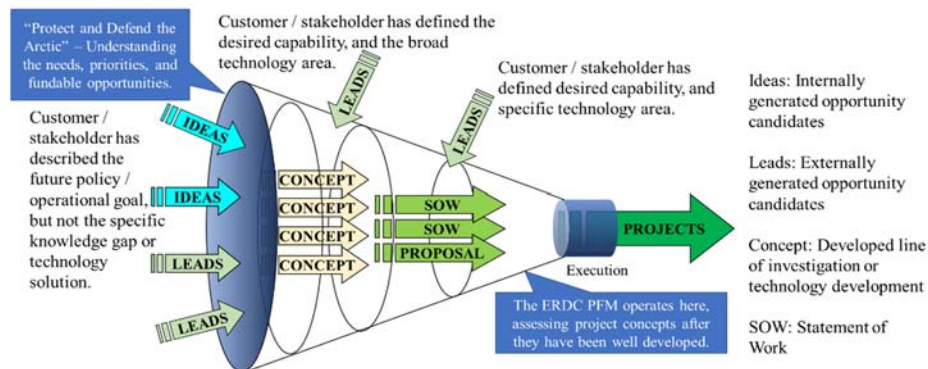 "Protect and Defend the
Arctic" – Understanding
the needs, priorities, and
fundable opportunities.
Customer / stakeholder has defined the
desired capability, and the broad
technology area.
Customer / stakeholder has
defined desired capability, and
specific technology area.
Customer /
stakeholder has
described the
future policy /
operational goal,
but not the specific
knowledge gap or
technology
solution.
IDEAS
IDEAS
LEADS
LEADS
LEADS
LEADS
CONCEPT
CONCEPT
CONCEPT
CONCEPT
SOW
SOW
PROPOSAL
PROJECTS
Execution
The ERDC PFM operates here,
assessing project concepts after
they have been well developed.
Ideas: Internally
generated opportunity
candidates
Leads: Externally
generated opportunity
candidates
Concept: Developed line
of investigation or
technology development
SOW: Statement of
Work